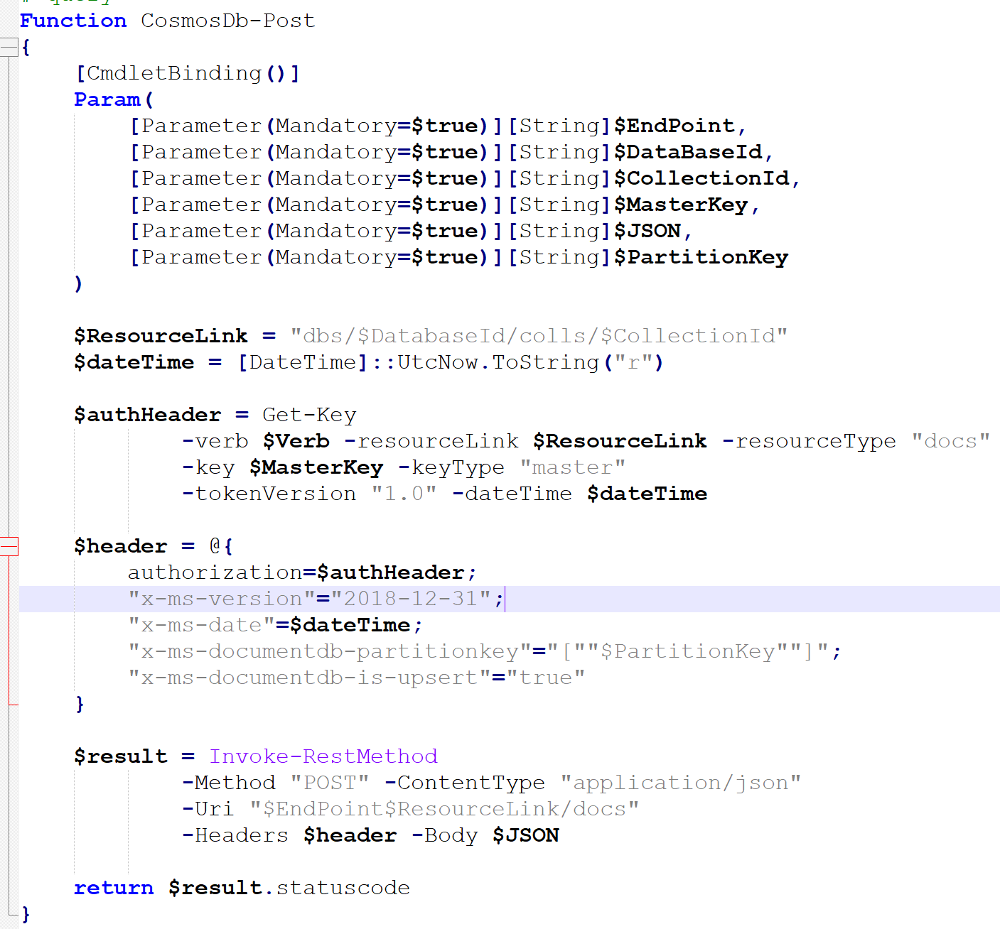 Function CosmosDb-Post
{
    [CmdletBinding()]
    Param(
        [Parameter(Mandatory=$true)][String]$EndPoint,
        [Parameter(Mandatory=$true)][String]$DataBaseId,
        [Parameter(Mandatory=$true)][String]$CollectionId,
        [Parameter(Mandatory=$true)][String]$MasterKey,
        [Parameter(Mandatory=$true)][String]$JSON,
        [Parameter(Mandatory=$true)][String]$PartitionKey
    )
    $ResourceLink = "dbs/$DatabaseId/colls/$CollectionId"
    $dateTime = [DateTime]::UtcNow.ToString("r")
    $authHeader = Get-Key
            -verb $Verb -resourceLink $ResourceLink -resourceType "docs"
            -key $MasterKey -keyType "master"
            -tokenVersion "1.0" -dateTime $dateTime
    $header = @{
        authorization=$authHeader;
        "x-ms-version"="2018-12-31";
        "x-ms-date"=$dateTime;
        "x-ms-documentdb-partitionkey"="[""$PartitionKey""]";
        "x-ms-documentdb-is-upsert"="true"
    }
    $result = Invoke-RestMethod
            -Method "POST" -ContentType "application/json"
            -Uri "$EndPoint$ResourceLink/docs"
            -Headers $header -Body $JSON
    return $result.statuscode
}